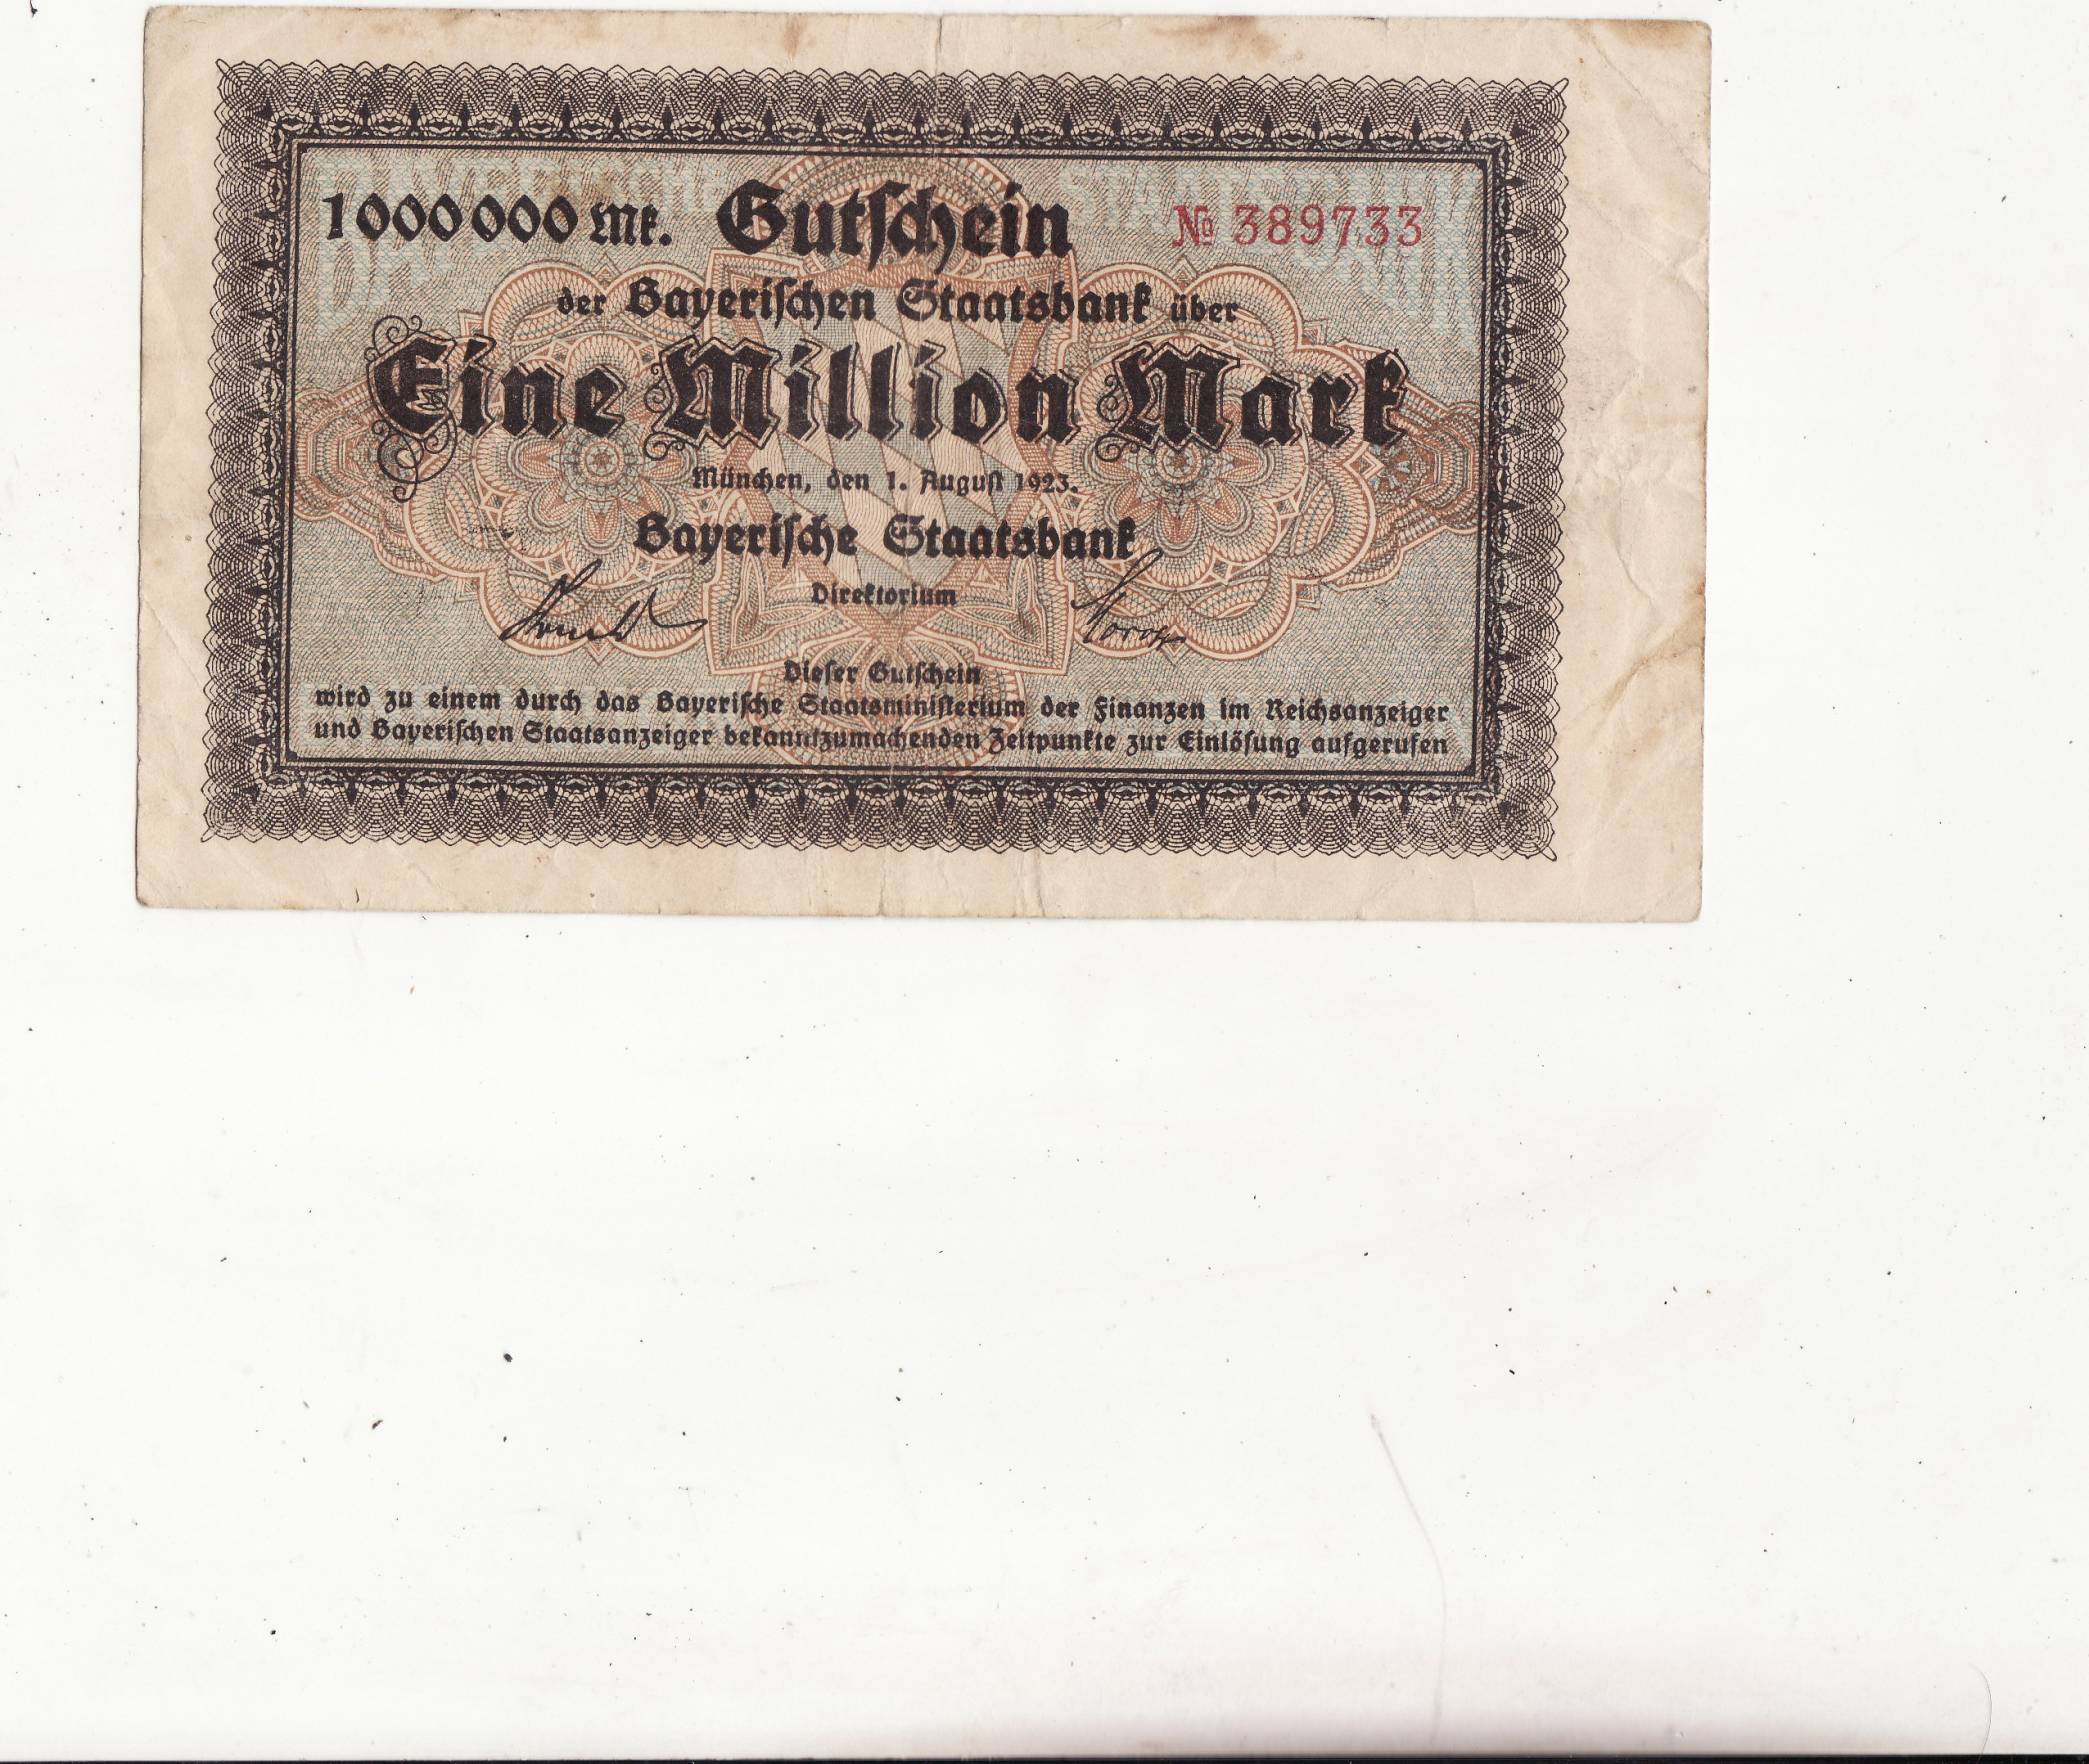 1000000 Mk. Gutschein № 389733
der Bayerischen Staatsbank über
Eine Million Mark
München, den 1. August 1923.
Bayerische Staatsbank
Direktorium
Dieser Gutschein
wird zu einem durch das Bayerische Staatsministerium der Finanzen im Reichsanzeiger
und Bayerischen Staatsanzeiger bekanntzumachenden Zeitpunkte zur Einlösung aufgerufen